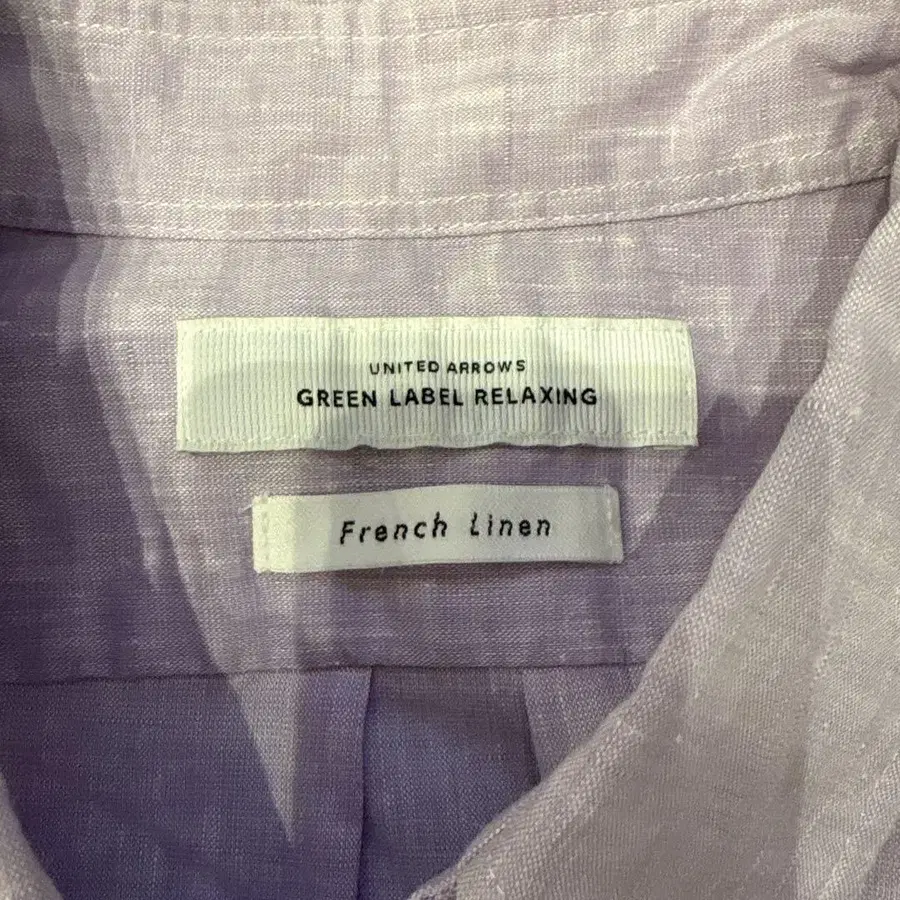 UNITED ARROWS
GREEN LABEL RELAXING
French Linen